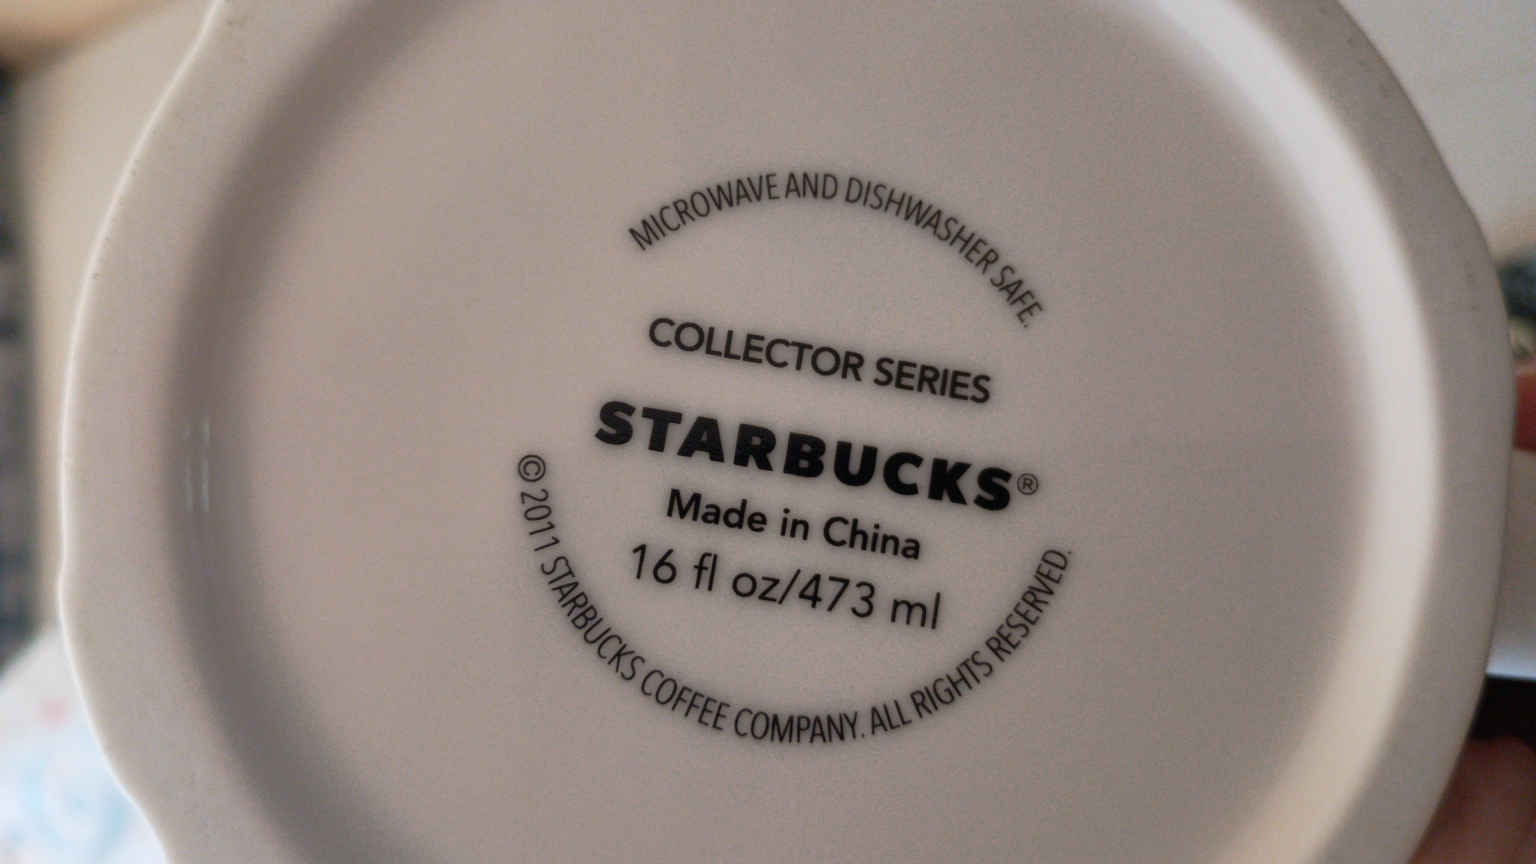 MICROWAVE AND DISHWASHER SAFE.
COLLECTOR SERIES
STARBUCKS®
Made in China
16 fl oz/473 ml
© 2011 STARBUCKS COFFEE COMPANY. ALL RIGHTS RESERVED.